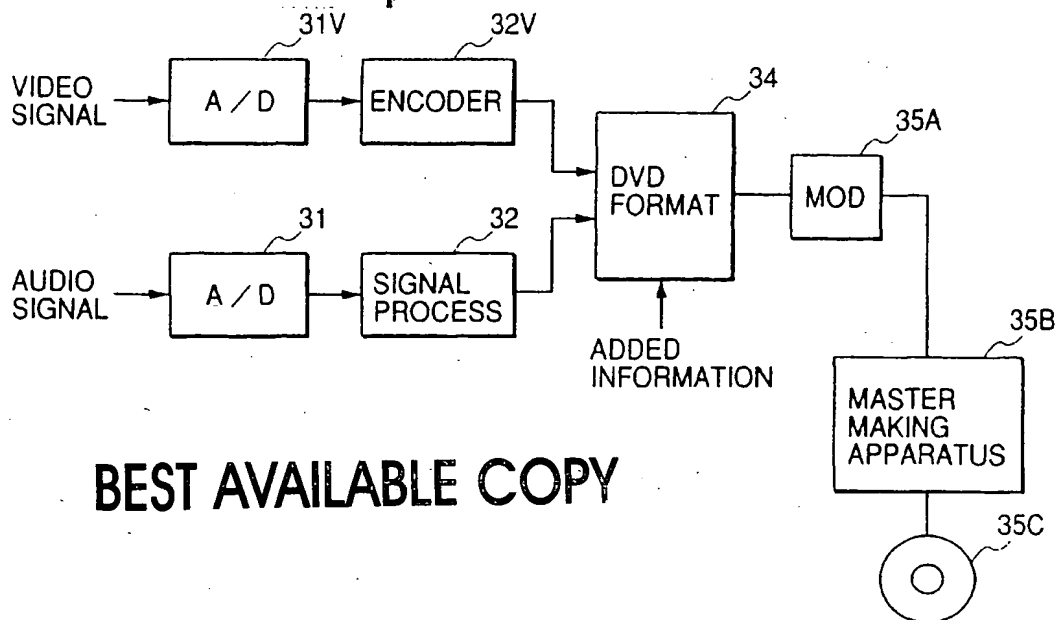 31V
32V
VIDEO
SIGNAL
A / D
ENCODER
34
DVD
FORMAT
35A
MOD
31
32
AUDIO
SIGNAL
A / D
SIGNAL
PROCESS
ADDED
INFORMATION
35B
MASTER
MAKING
APPARATUS
BEST AVAILABLE COPY
35C